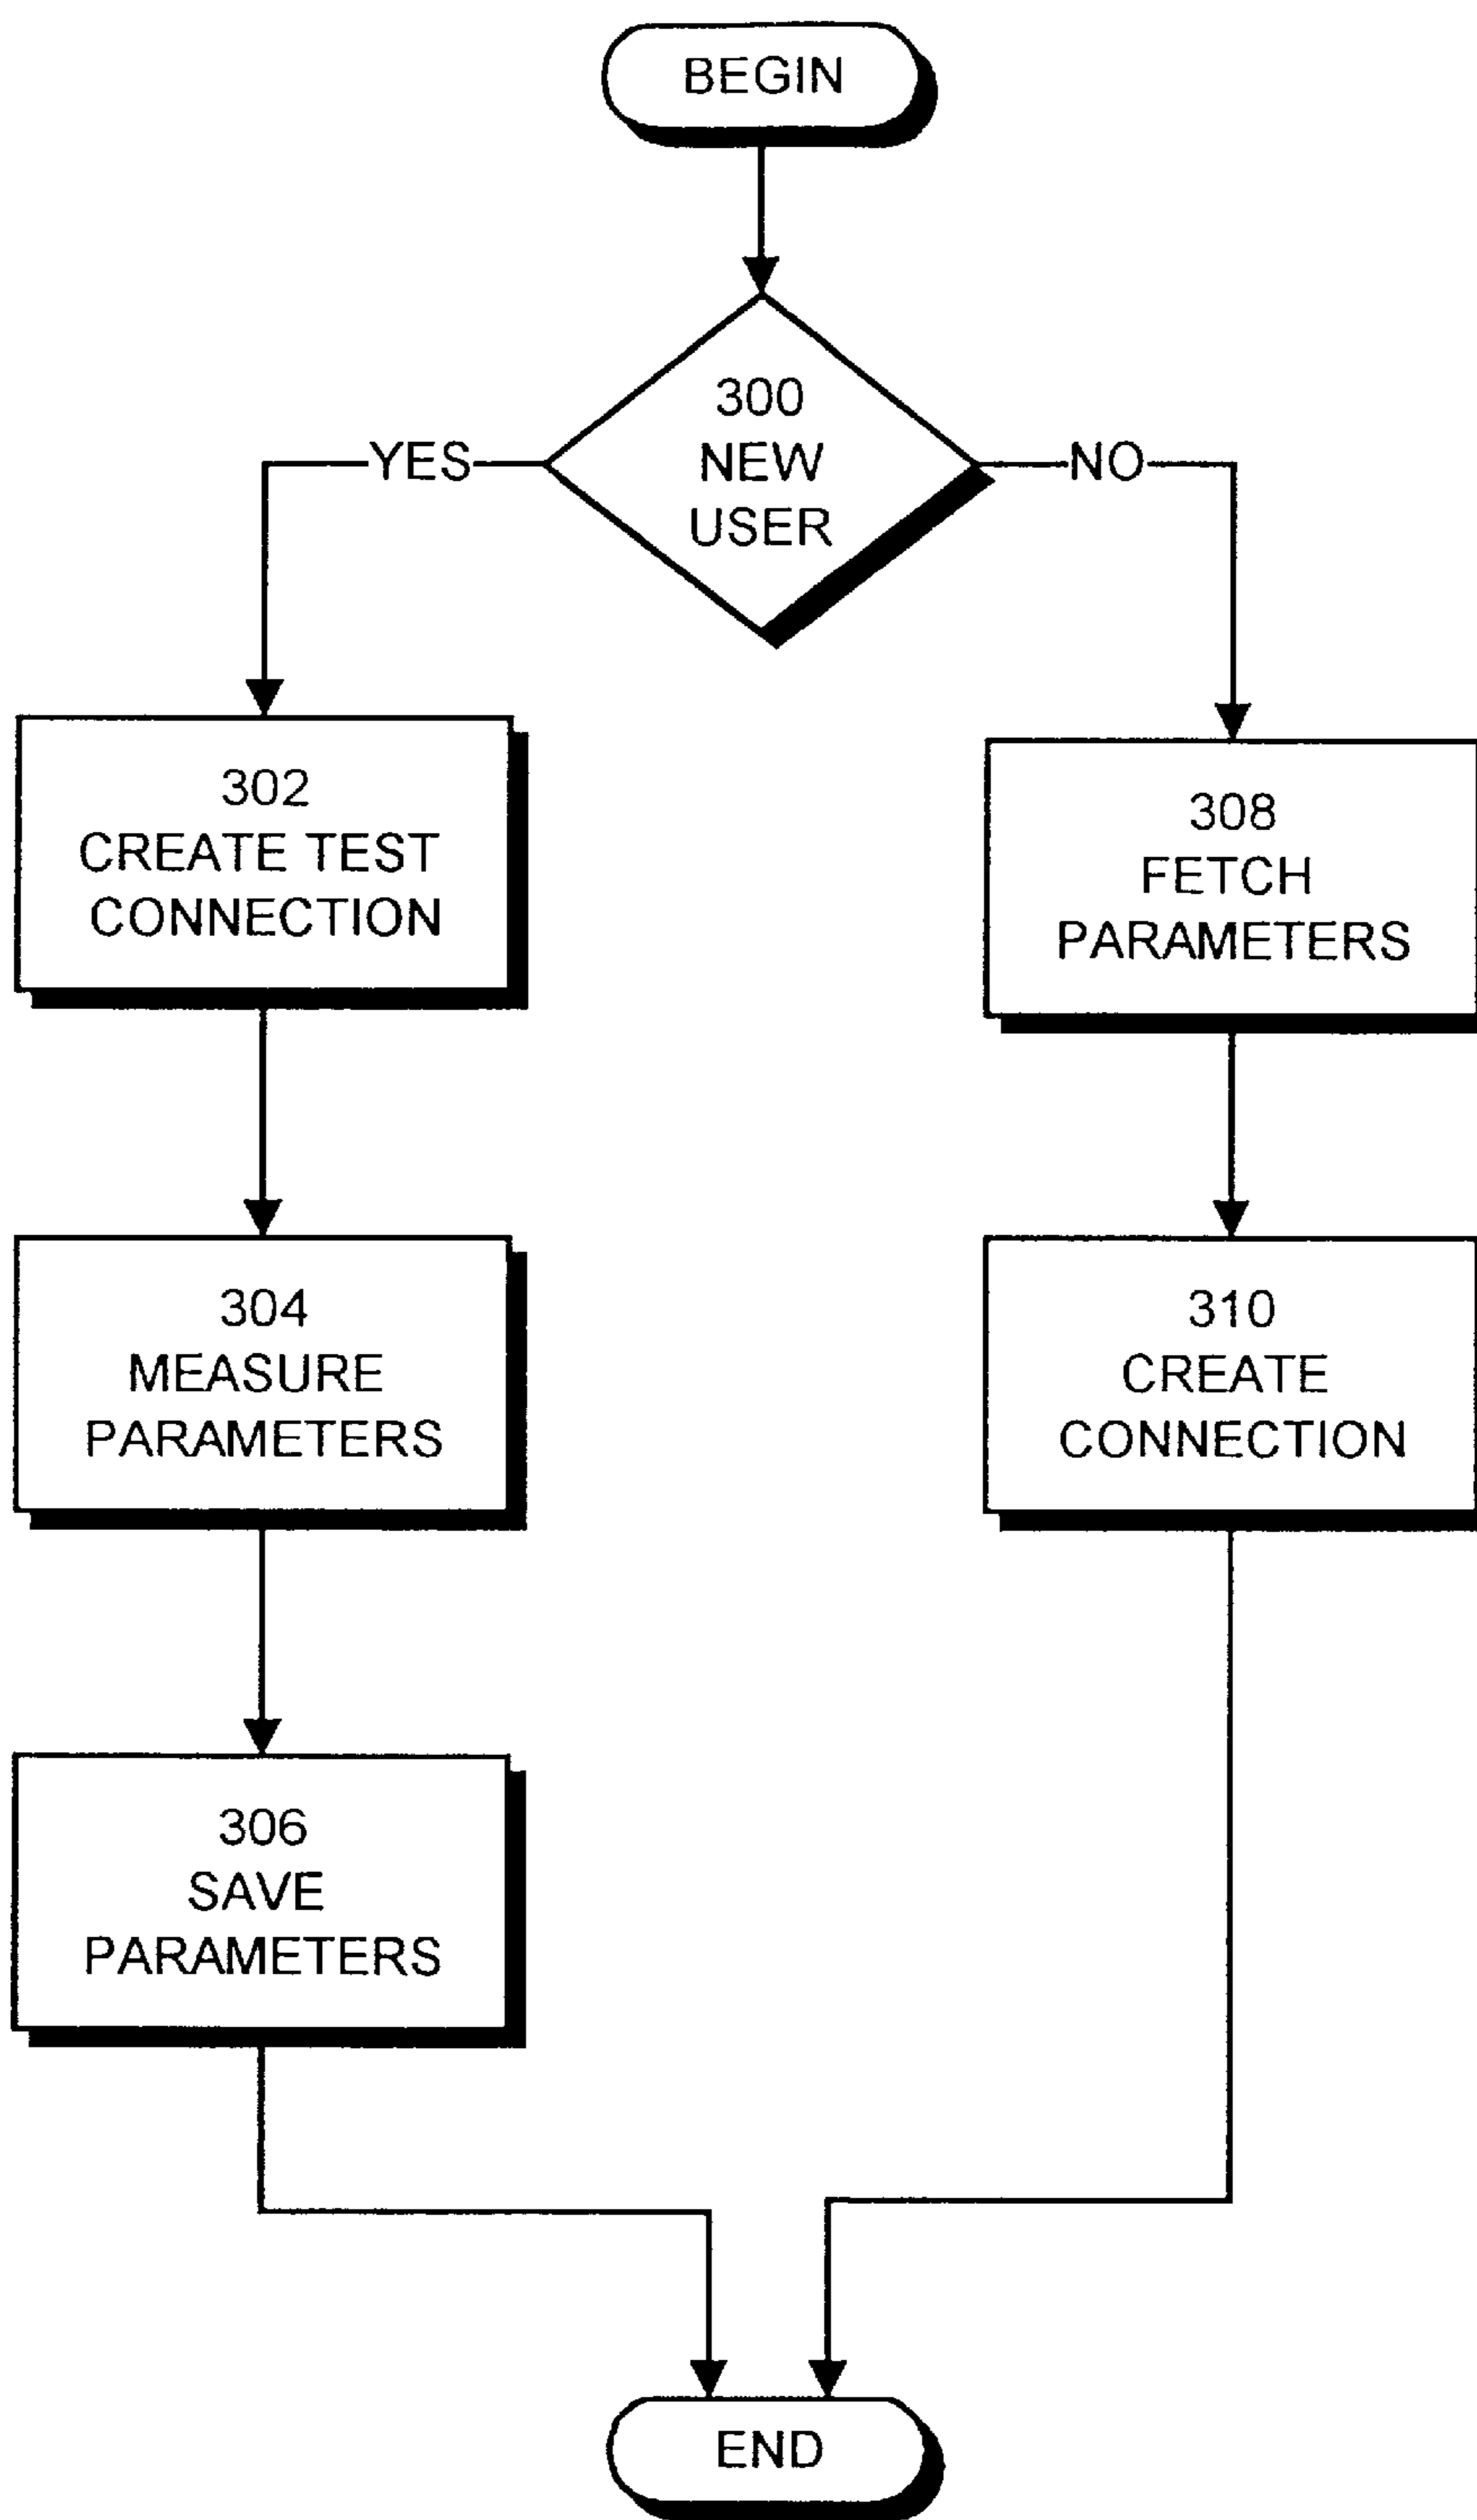 BEGIN
300
NEW
USER
YES
NO
302
CREATE TEST
CONNECTION
304
MEASURE
PARAMETERS
306
SAVE
PARAMETERS
308
FETCH
PARAMETERS
310
CREATE
CONNECTION
END